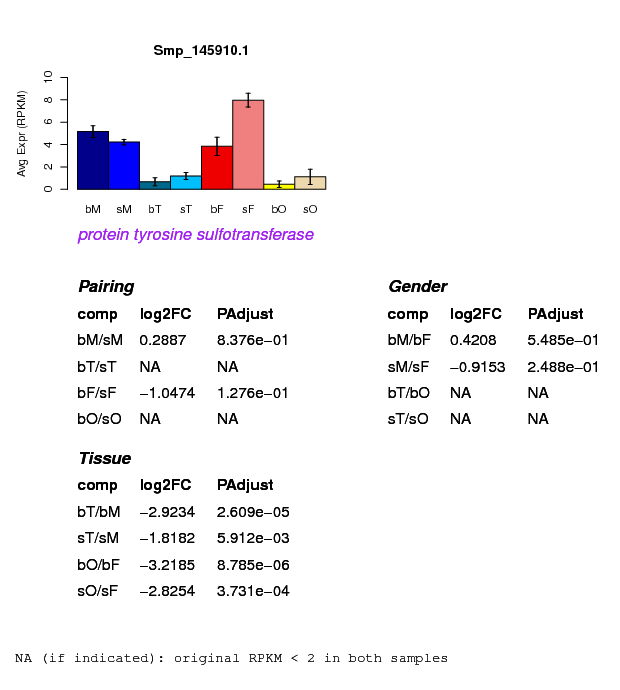 Smp_145910.1
Avg Expr (RPKM)
0 2 4 6 8 10
bM sM bT sT bF sF bO sO
protein tyrosine sulfotransferase
Pairing
comp log2FC PAdjust
bM/sM 0.2887 8.376e−01
bT/sT NA NA
bF/sF −1.0474 1.276e−01
bO/sO NA NA
Gender
comp log2FC PAdjust
bM/bF 0.4208 5.485e−01
sM/sF −0.9153 2.488e−01
bT/bO NA NA
sT/sO NA NA
Tissue
comp log2FC PAdjust
bT/bM −2.9234 2.609e−05
sT/sM −1.8182 5.912e−03
bO/bF −3.2185 8.785e−06
sO/sF −2.8254 3.731e−04
NA (if indicated): original RPKM < 2 in both samples